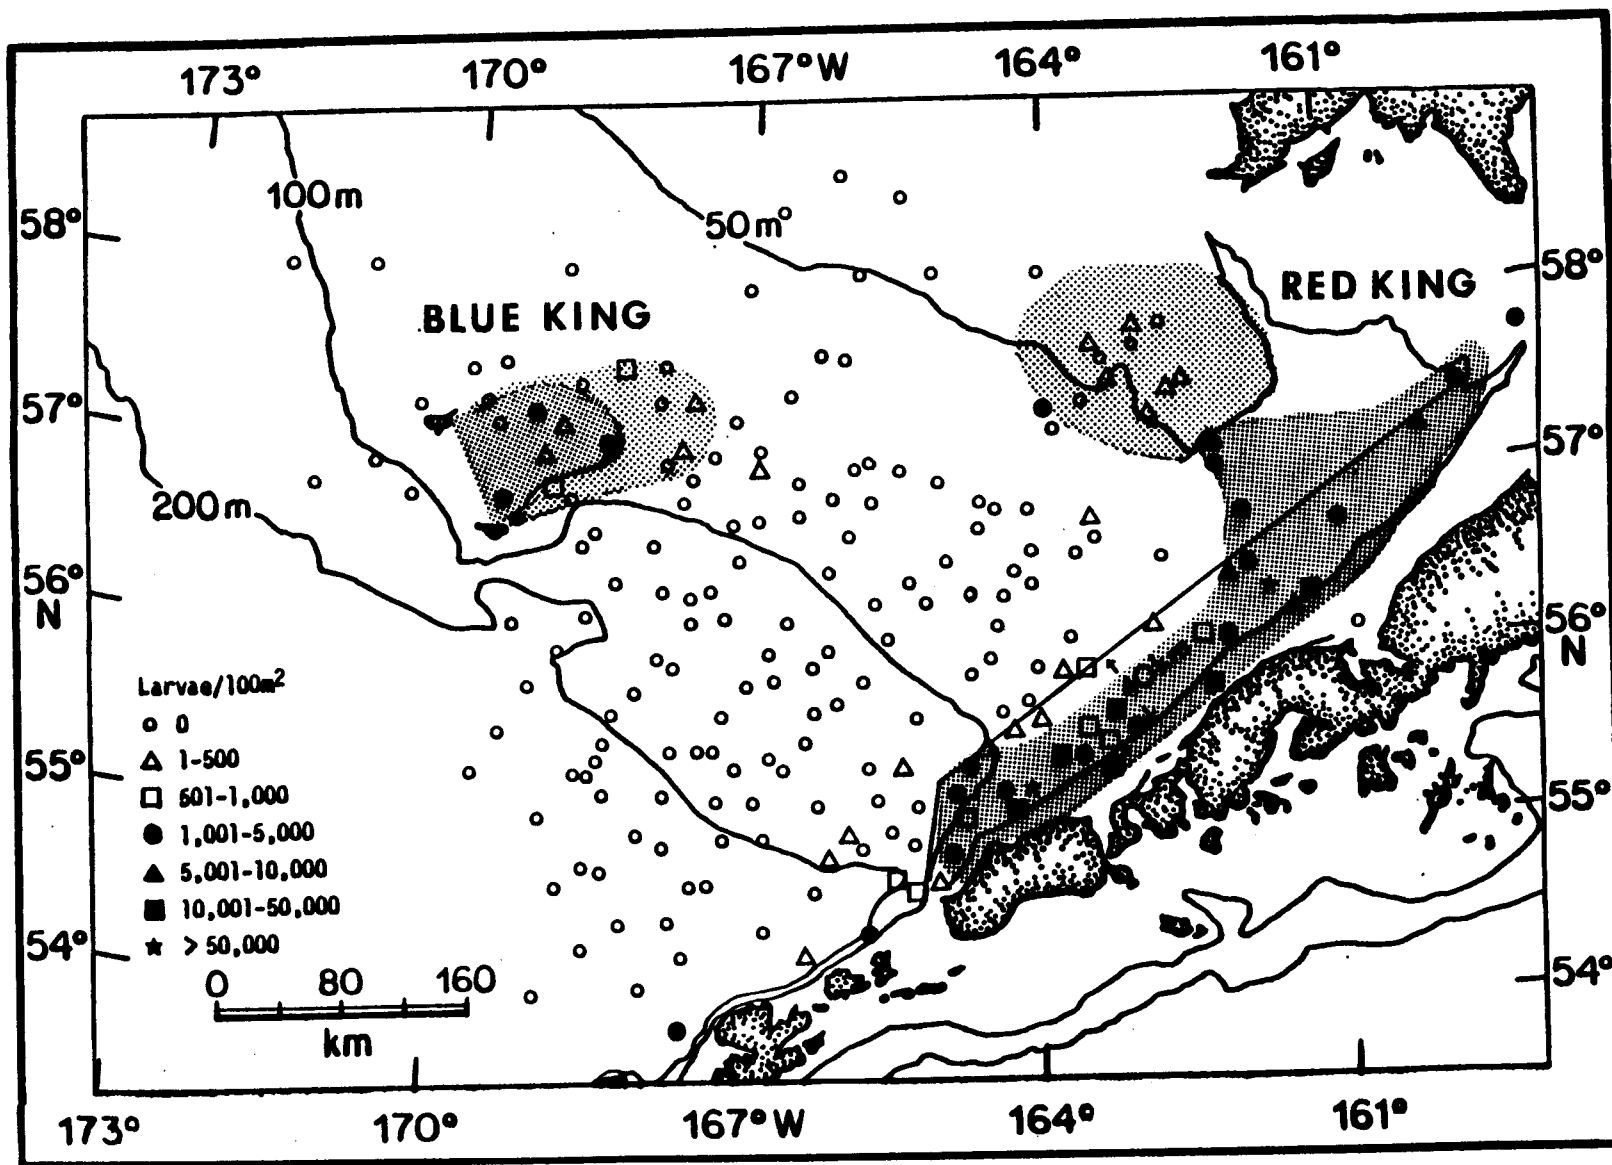 173° 170° 167°W 164° 161°
100m
50m
58°
58°
BLUE KING
RED KING
57°
57°
200m
56°
N
56°
N
Larvae/100m²
0
1-500
501-1,000
1,001-5,000
5,001-10,000
10,001-50,000
> 50,000
55°
55°
54°
54°
0 80 160
km
173° 170° 167°W 164° 161°